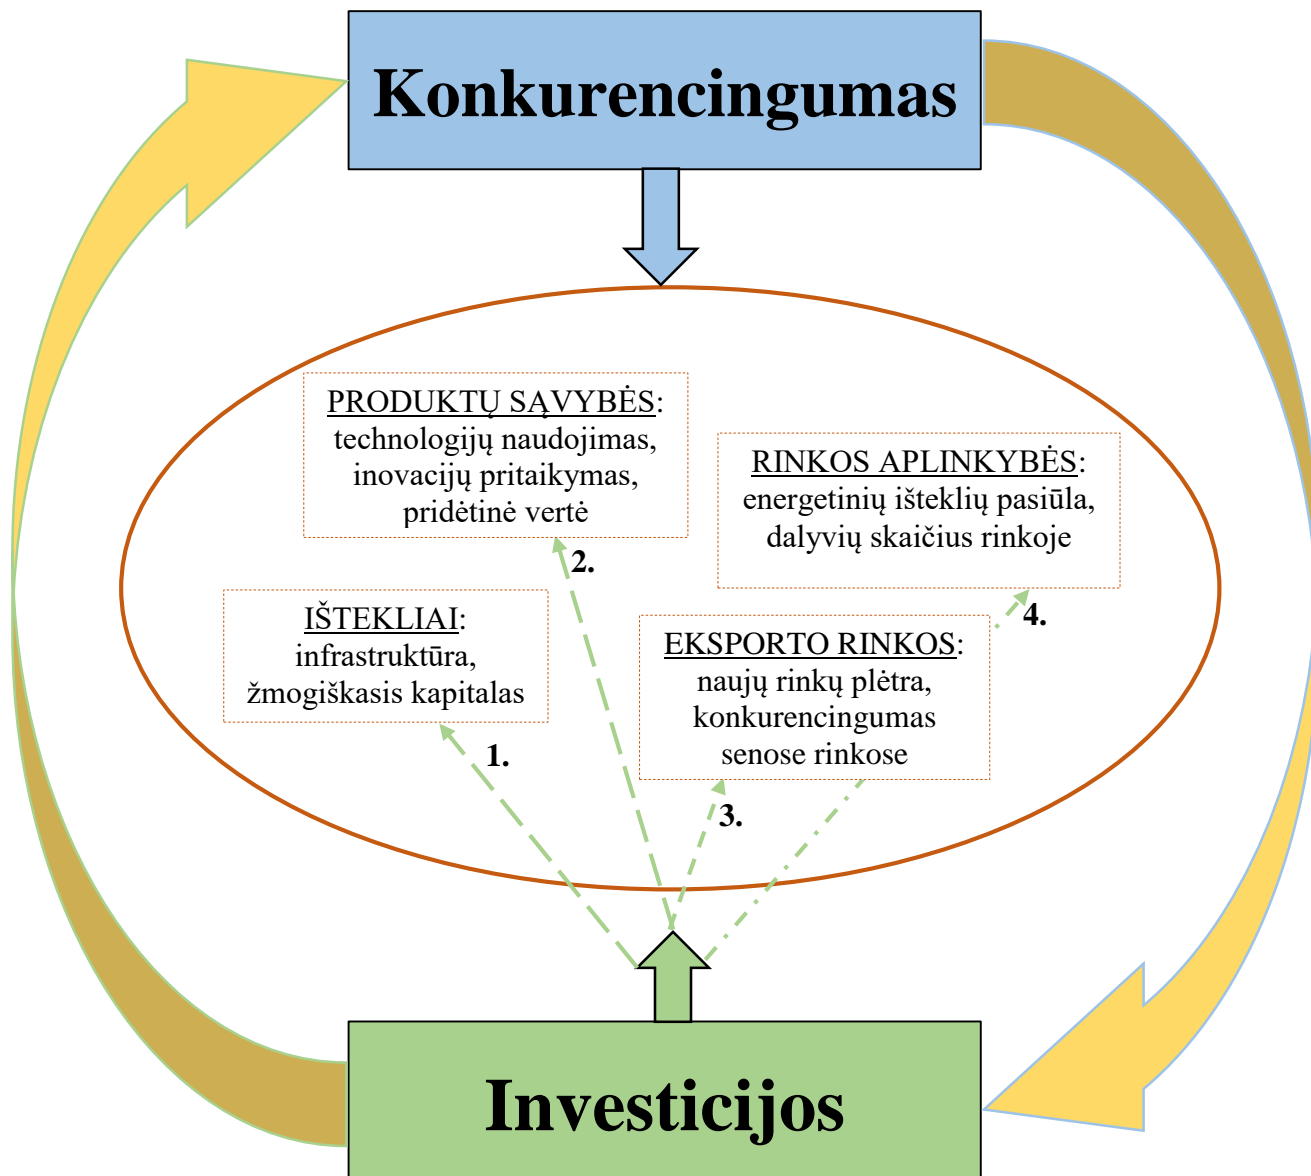 Konkurencingumas
PRODUKTŲ SĄVYBĖS:
technologijų naudojimas,
inovacijų pritaikymas,
pridėtinė vertė
RINKOS APLINKYBĖS:
energetinių išteklių pasiūla,
dalyvių skaičius rinkoje
2.
IŠTEKLIAI:
infrastruktūra,
žmogiškasis kapitalas
4.
EKSPORTO RINKOS:
naujų rinkų plėtra,
konkurencingumas
senose rinkose
1.
3.
Investicijos